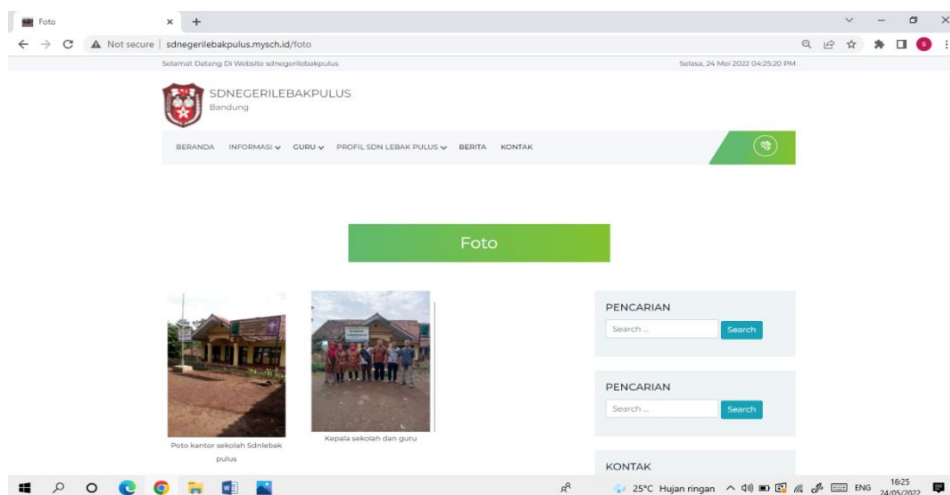 Foto
Not secure
sdnegerilebakpulus.mysch.id/foto
Selamat Datang Di Website sdnegerilebakpulus
Selasa, 24 Mei 2022 04:25:20 PM
SDNEGERILEBAKPULUS
Bandung
BERANDA INFORMASI GURU PROFIL SDN LEBAK PULUS BERITA KONTAK
Foto
PENCARIAN
Search ...
Search
PENCARIAN
Search ...
Search
Poto kantor sekolah Sdnlebak
pulus
Kepala sekolah dan guru
KONTAK
25°C Hujan ringan
ENG
16:25
24/05/2022